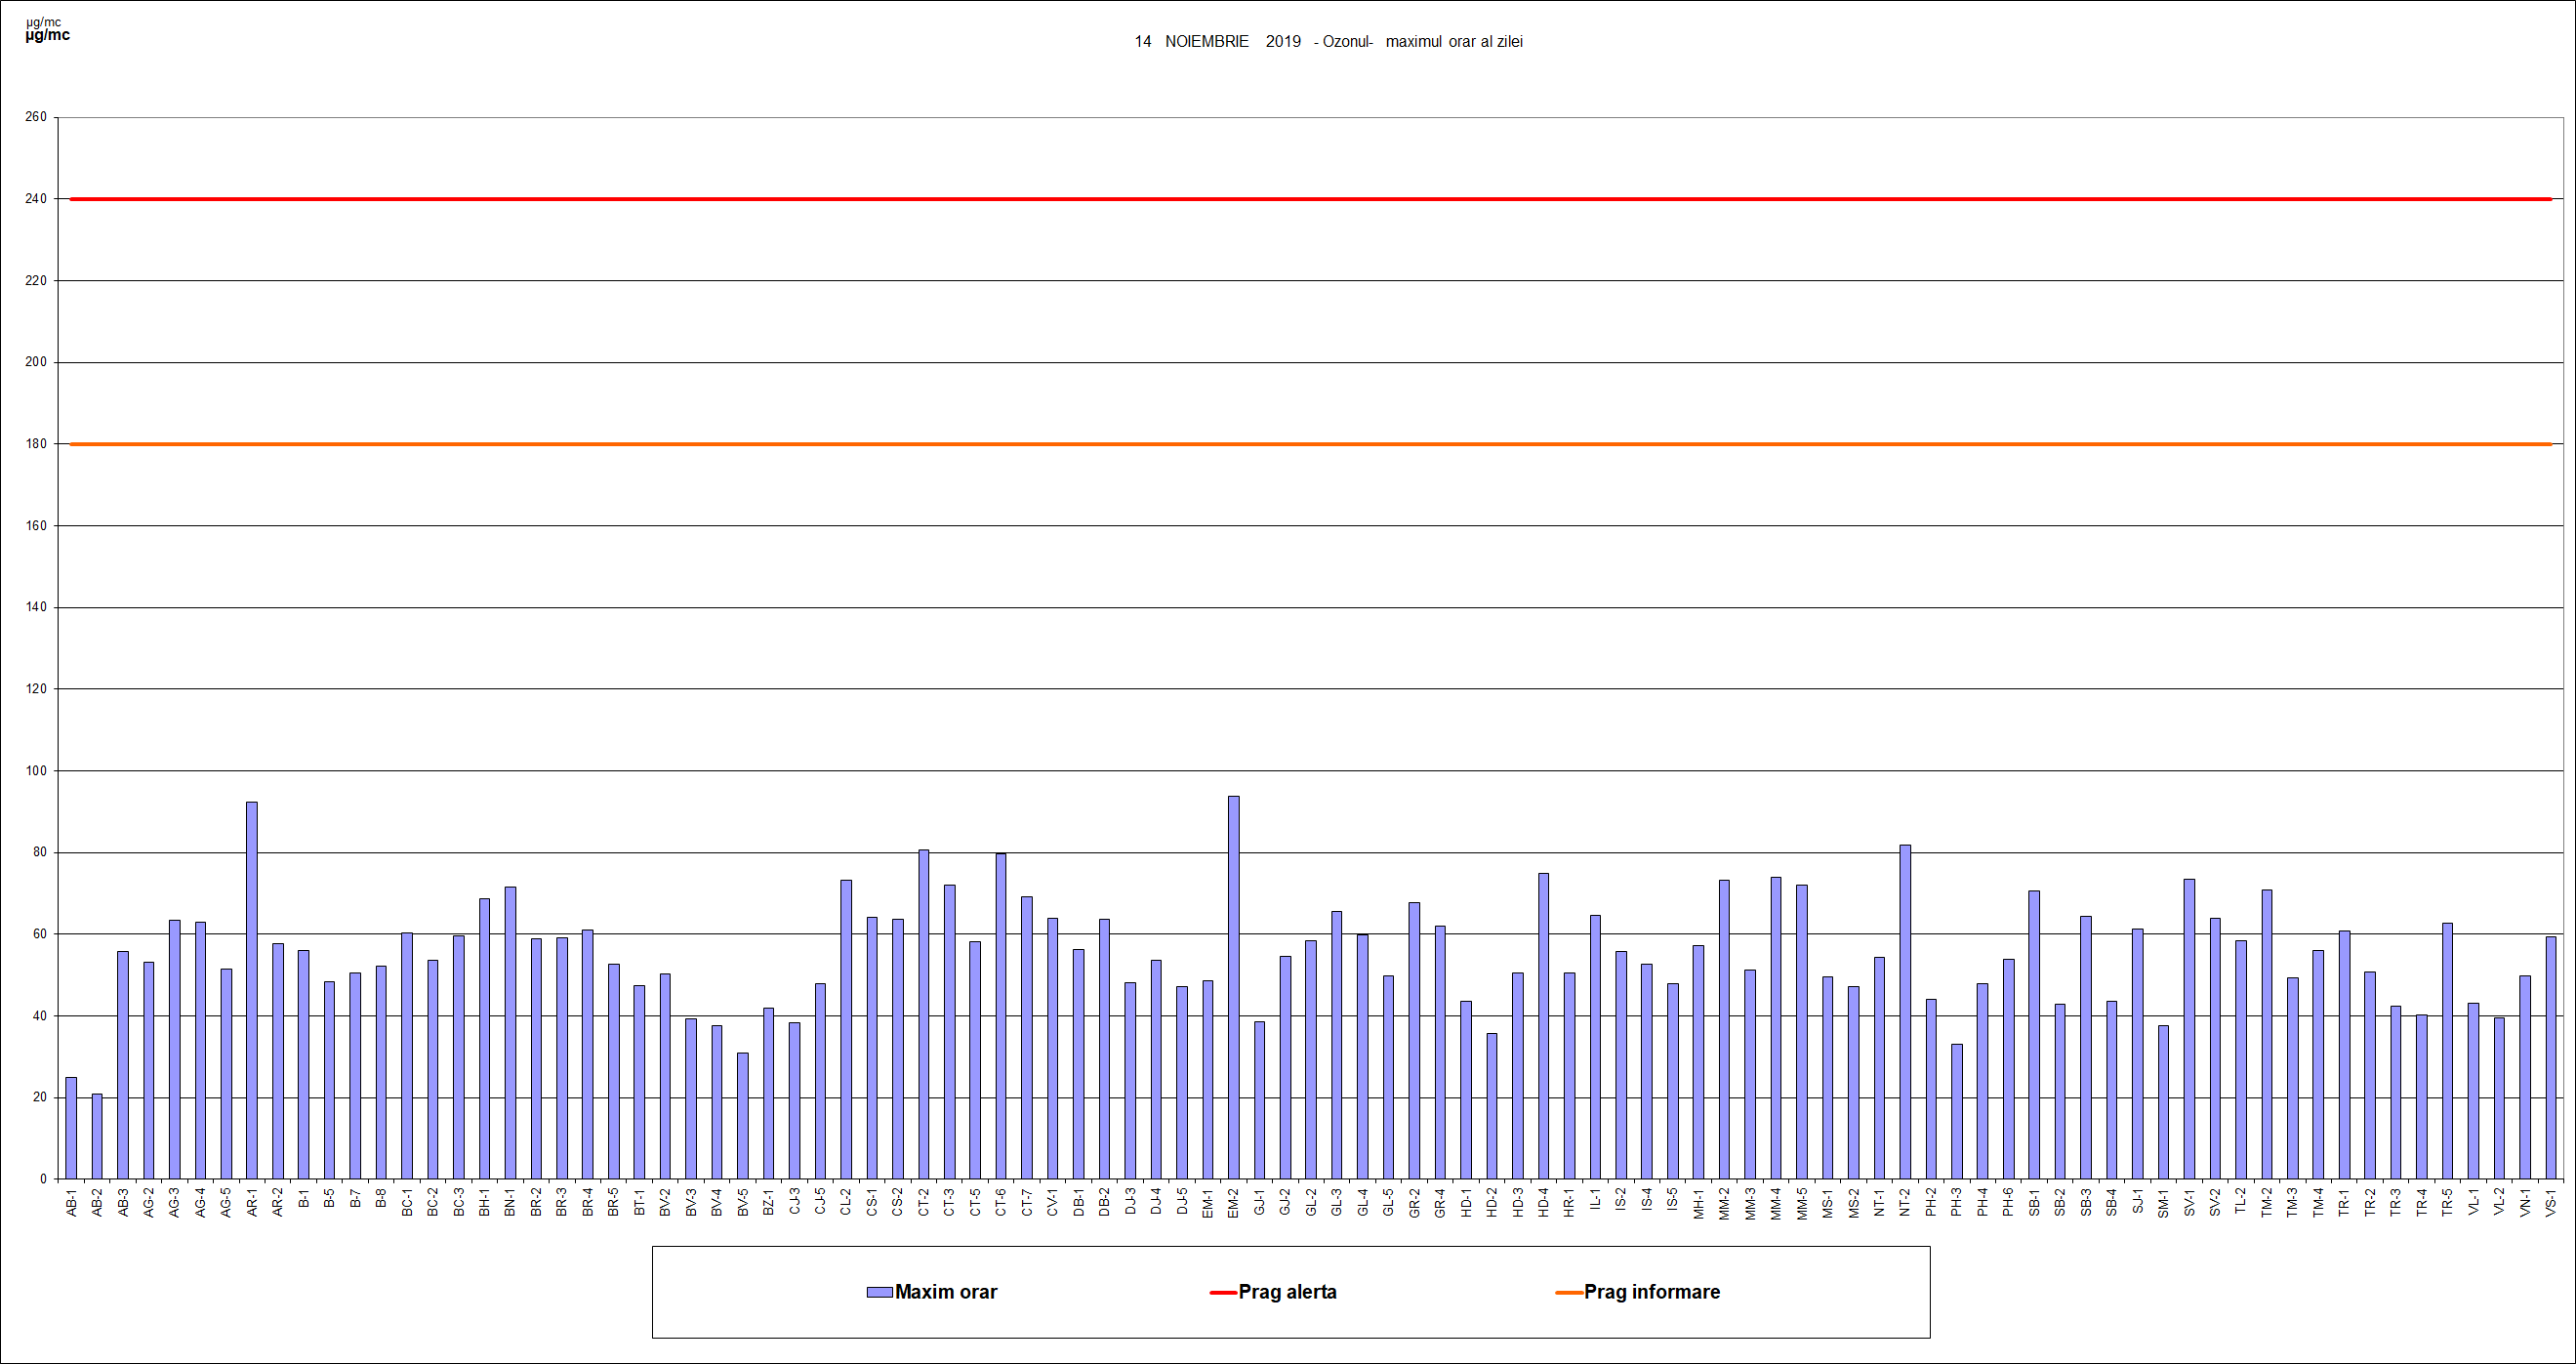 µg/mc
µg/mc
14 NOIEMBRIE 2019 - Ozonul- maximul orar al zilei
260
240
220
200
180
160
140
120
100
80
60
40
20
0
AB-1 AB-2 AB-3 AG-2 AG-3 AG-4 AG-5 AR-1 AR-2 B-1 B-5 B-7 B-8 BC-1 BC-2 BC-3 BH-1 BN-1 BR-2 BR-3 BR-4 BR-5 BT-1 BV-2 BV-3 BV-4 BV-5 BZ-1 CJ-3 CJ-5 CL-2 CS-1 CS-2 CT-2 CT-3 CT-5 CT-6 CT-7 CV-1 DB-1 DB-2 DJ-3 DJ-4 DJ-5 EM-1 EM-2 GJ-1 GJ-2 GL-2 GL-3 GL-4 GL-5 GR-2 GR-4 HD-1 HD-2 HD-3 HD-4 HR-1 IL-1 IS-2 IS-4 IS-5 MH-1 MM-2 MM-3 MM-4 MM-5 MS-1 MS-2 NT-1 NT-2 PH-2 PH-3 PH-4 PH-6 SB-1 SB-2 SB-3 SB-4 SJ-1 SM-1 SV-1 SV-2 TL-2 TM-2 TM-3 TM-4 TR-1 TR-2 TR-3 TR-4 TR-5 VL-1 VL-2 VN-1 VS-1
Maxim orar Prag alerta Prag informare